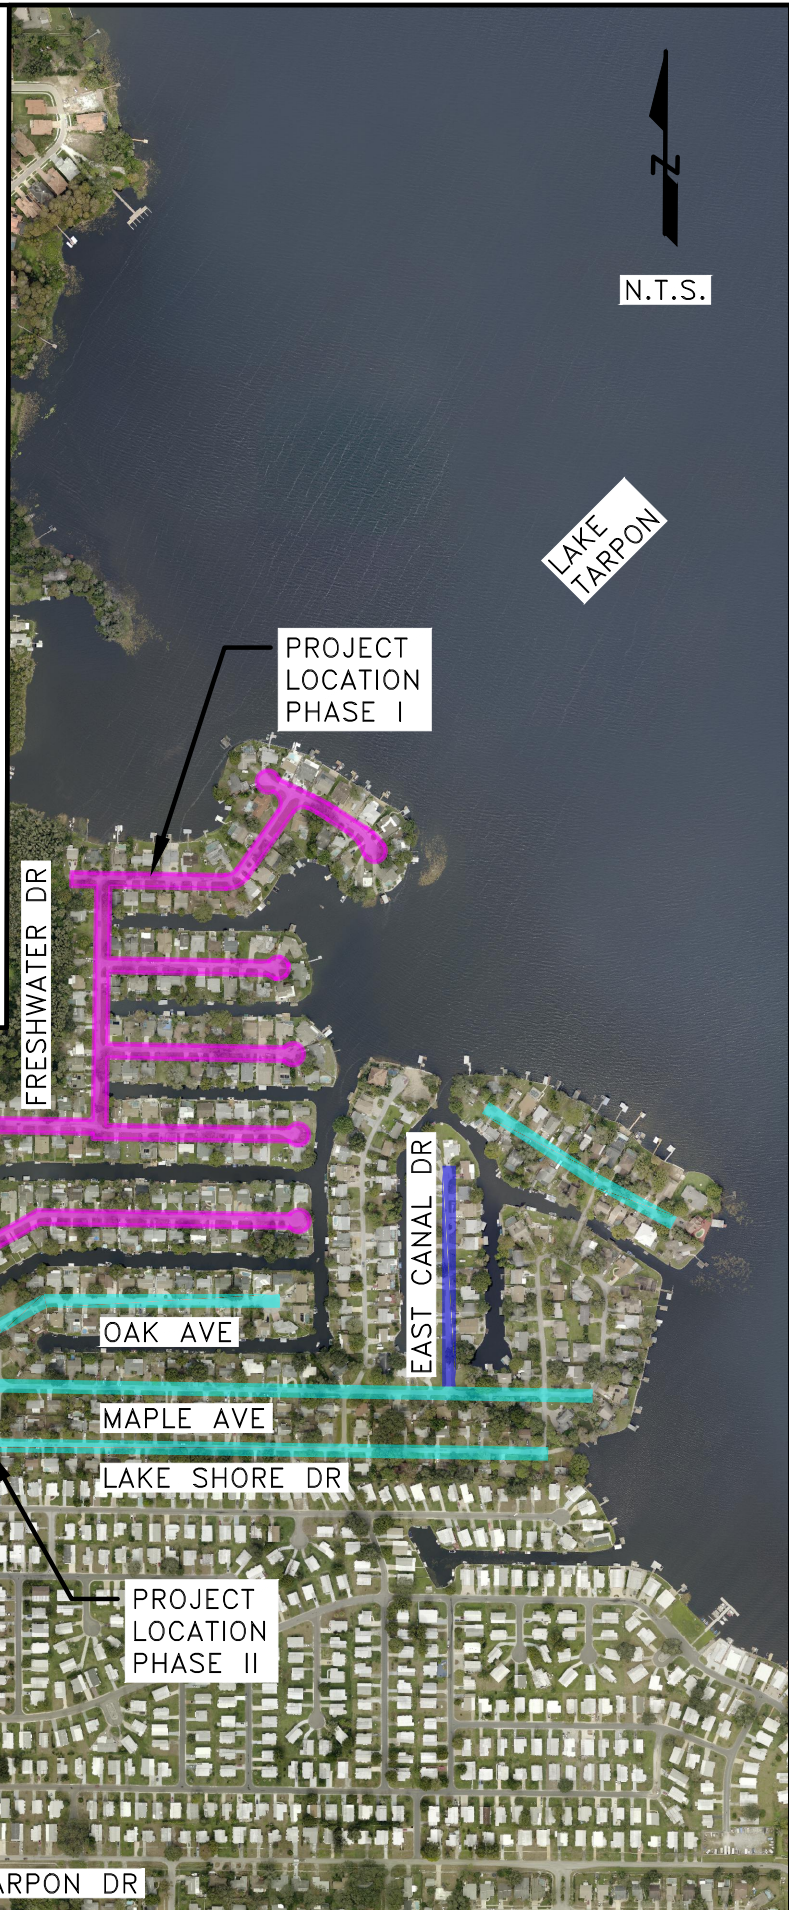 N
N.T.S.
LAKE
TARPON
PROJECT
LOCATION
PHASE I
FRESHWATER DR
EAST CANAL DR
OAK AVE
MAPLE AVE
LAKE SHORE DR
PROJECT
LOCATION
PHASE II
ARPON DR